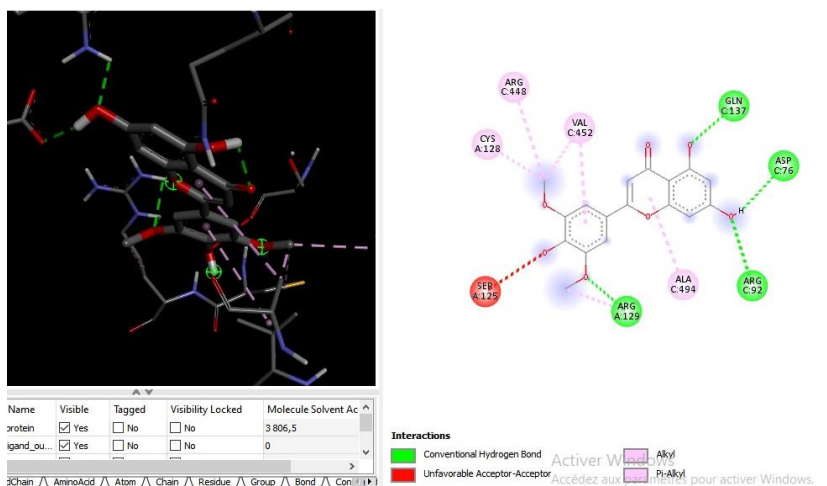 ARG
C:448
GLN
C:137
VAL
C:452
CYS
A:128
ASP
C:76
SER
A:125
ALA
C:494
ARG
C:92
ARG
A:129
O
O
O
O
O
O
O
H
Name Visible Tagged Visibility Locked Molecule Solvent Ac
protein Yes No No 3 806,5
igand_ou... Yes No No 0
dChain AminoAcid Atom Chain Residue Group Bond Con
Interactions
Conventional Hydrogen Bond
Unfavorable Acceptor-Acceptor
Alkyl
Pi-Alkyl
Activer Windows
Accédez aux paramètres pour activer Windows.